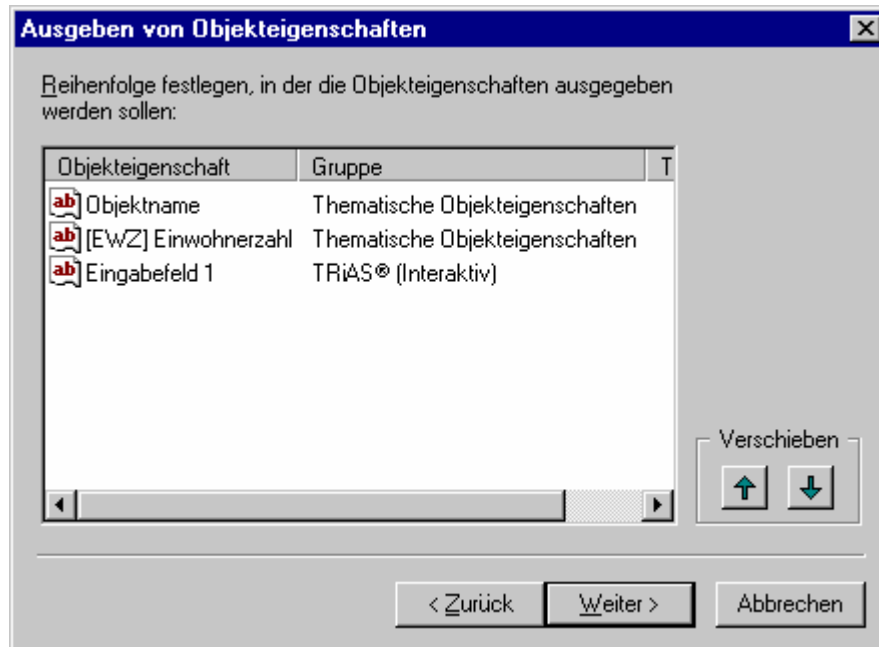 Ausgeben von Objekteigenschaften
Reihenfolge festlegen, in der die Objekteigenschaften ausgegeben
werden sollen:
Objekteigenschaft Gruppe T
ab Objektname Thematische Objekteigenschaften
ab [EWZ] Einwohnerzahl Thematische Objekteigenschaften
ab Eingabefeld 1 TRiAS® (Interaktiv)
Verschieben
< Zurück Weiter > Abbrechen